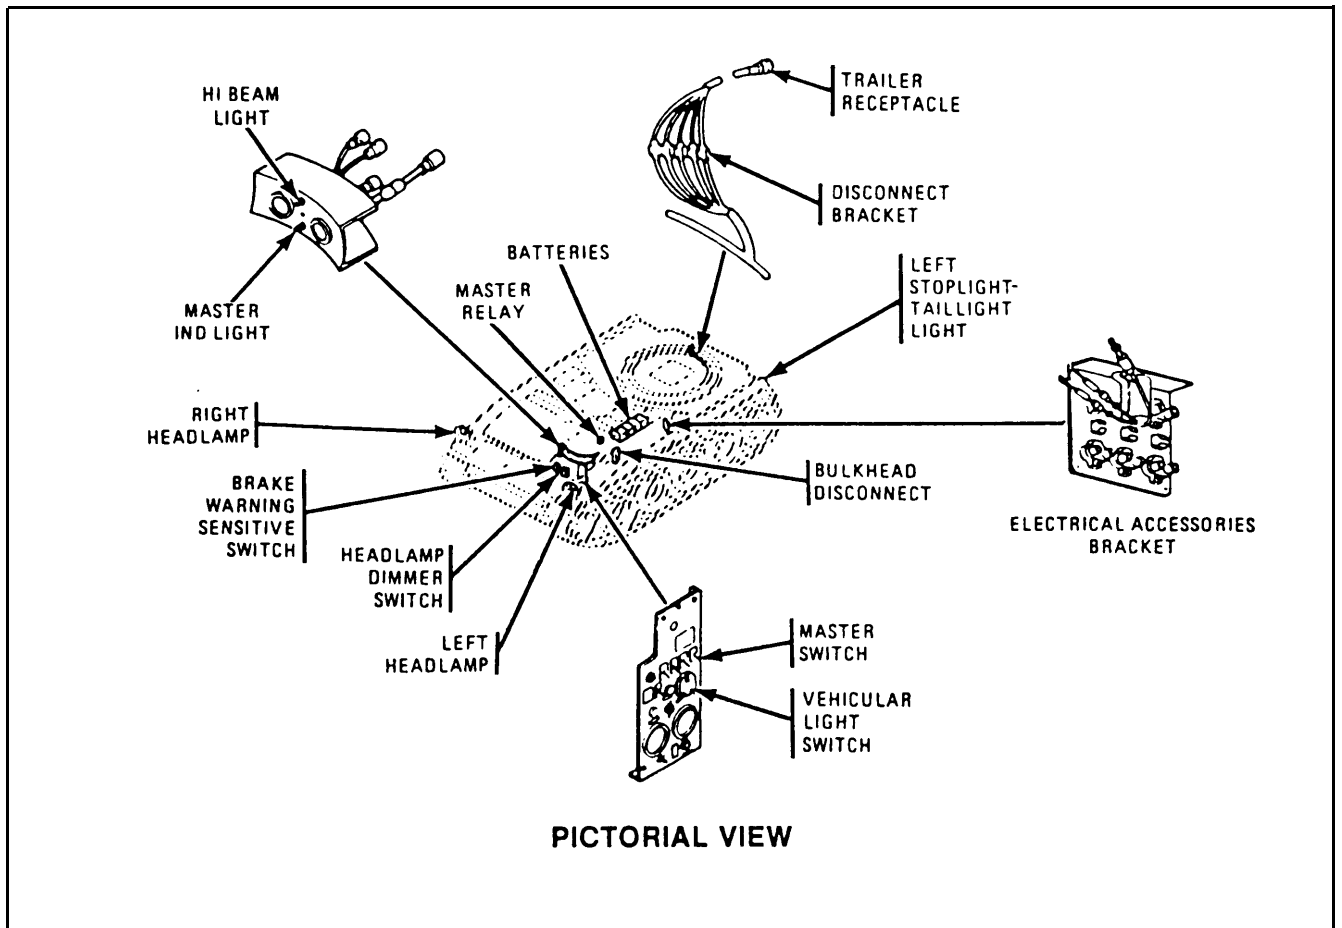 HI BEAM
LIGHT
TRAILER
RECEPTACLE
DISCONNECT
BRACKET
BATTERIES
MASTER
RELAY
LEFT
STOPLIGHT-
TAILLIGHT
LIGHT
MASTER
IND LIGHT
RIGHT
HEADLAMP
BRAKE
WARNING
SENSITIVE
SWITCH
BULKHEAD
DISCONNECT
ELECTRICAL ACCESSORIES
BRACKET
HEADLAMP
DIMMER
SWITCH
LEFT
HEADLAMP
MASTER
SWITCH
VEHICULAR
LIGHT
SWITCH
PICTORIAL VIEW